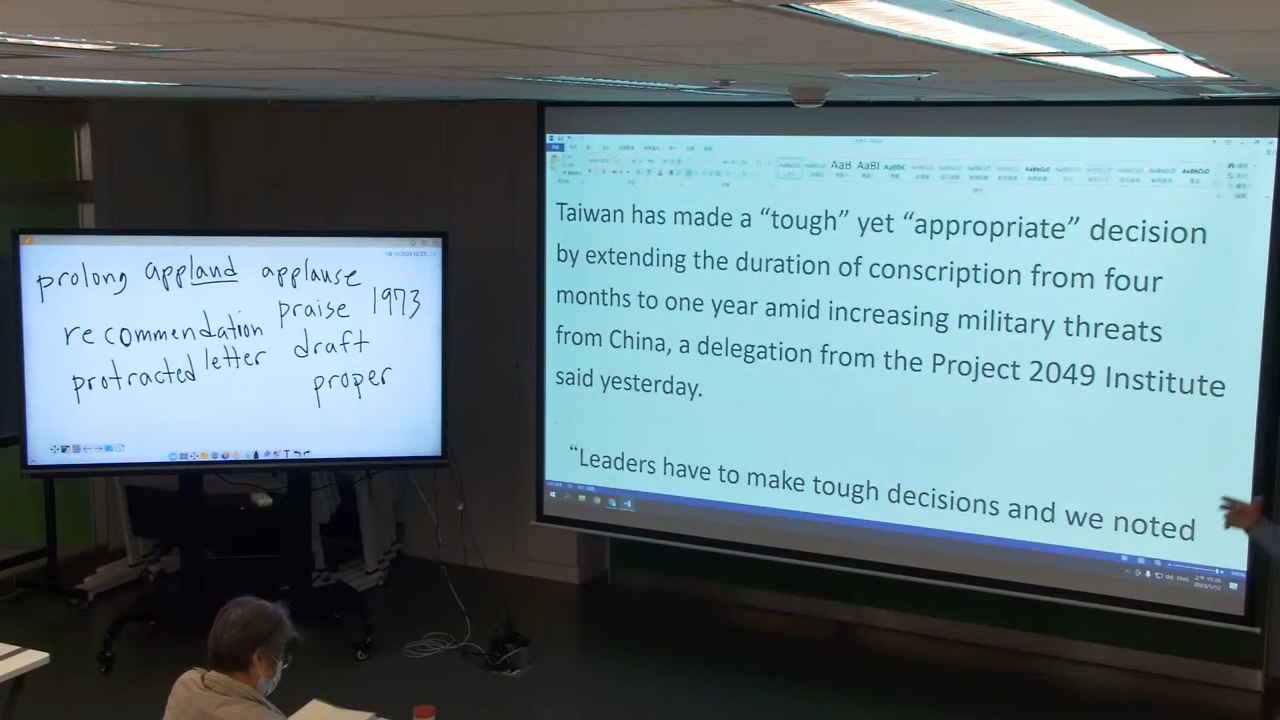 prolong appland applause
praise 1973
recommendation
letter draft
protracted
proper
Taiwan has made a “tough” yet “appropriate” decision
by extending the duration of conscription from four
months to one year amid increasing military threats
from China, a delegation from the Project 2049 Institute
said yesterday.
“Leaders have to make tough decisions and we noted